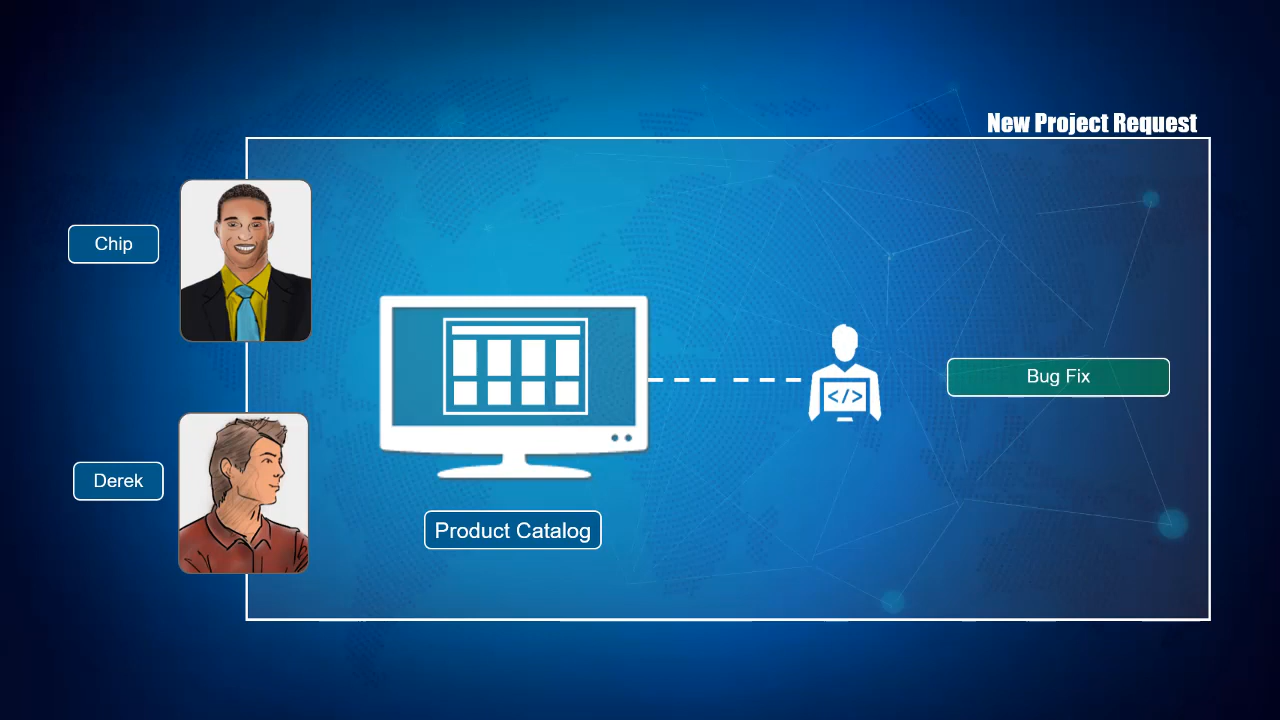 New Project Request
Chip
</>
Bug Fix
Derek
Product Catalog